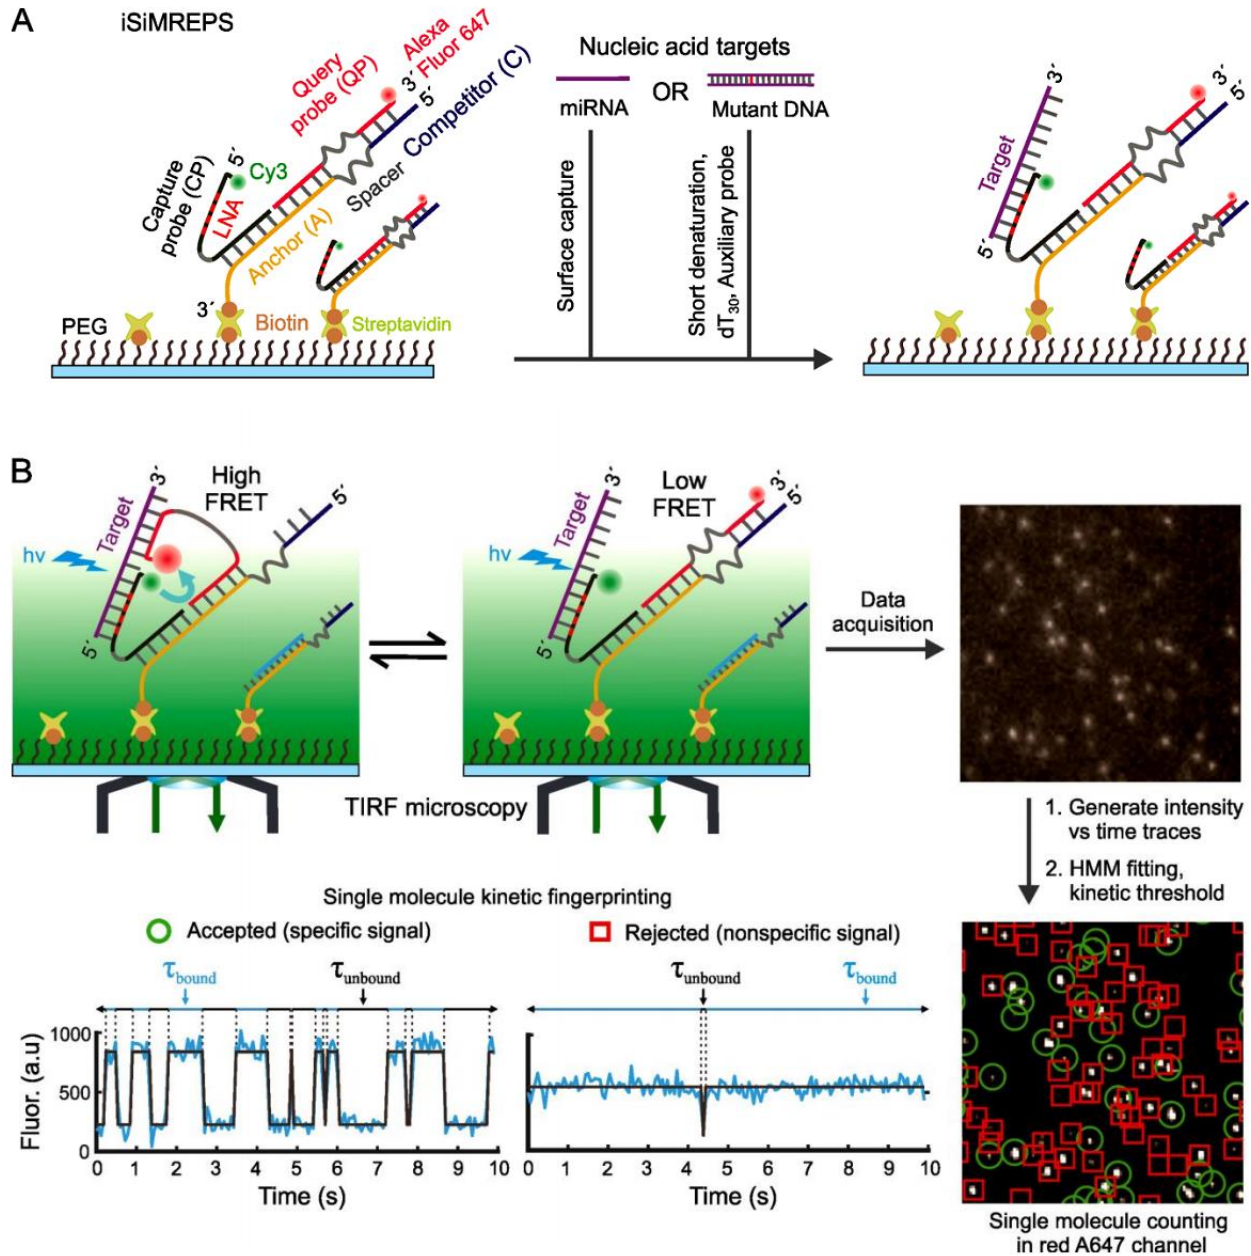 A
iSiMREPS
Capture
probe (CP)
5´
Cy3
LNA
Query
probe (QP)
3´
Alexa
Fluor 647
5´
Competitor (C)
Spacer
Anchor (A)
3´
PEG
Biotin
Streptavidin
Nucleic acid targets
miRNA
OR
Mutant DNA
Surface capture
Short denaturation,
dT30, Auxiliary probe
3´
Target
5´
B
High
FRET
3´
Target
hν
5´
5´
Low
FRET
3´
Target
hν
5´
3´
5´
TIRF microscopy
Data
acquisition
1. Generate intensity
vs time traces
2. HMM fitting,
kinetic threshold
Single molecule kinetic fingerprinting
Accepted (specific signal)
Rejected (nonspecific signal)
τbound
τunbound
τunbound
τbound
Fluor. (a.u)
1000
500
0
0 1 2 3 4 5 6 7 8 9 10
Time (s)
0 1 2 3 4 5 6 7 8 9 10
Time (s)
Single molecule counting
in red A647 channel